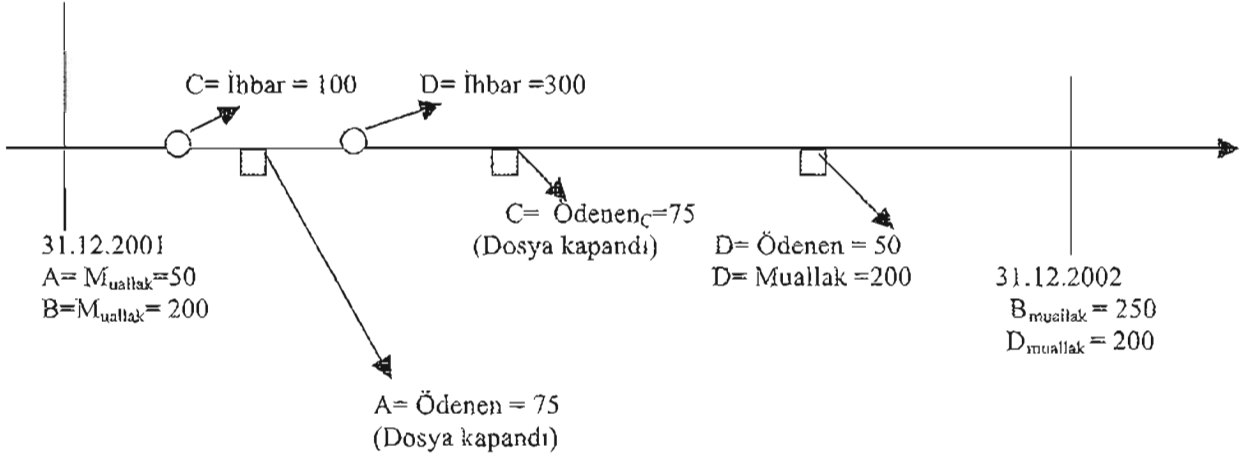 C= İhbar = 100
D= İhbar =300
C= Ödenenç=75
(Dosya kapandı)
D= Ödenen = 50
D= Muallak =200
31.12.2001
A= Muallak=50
B=Muallak= 200
31.12.2002
Bmuallak = 250
Dmuallak = 200
A= Ödenen = 75
(Dosya kapandı)